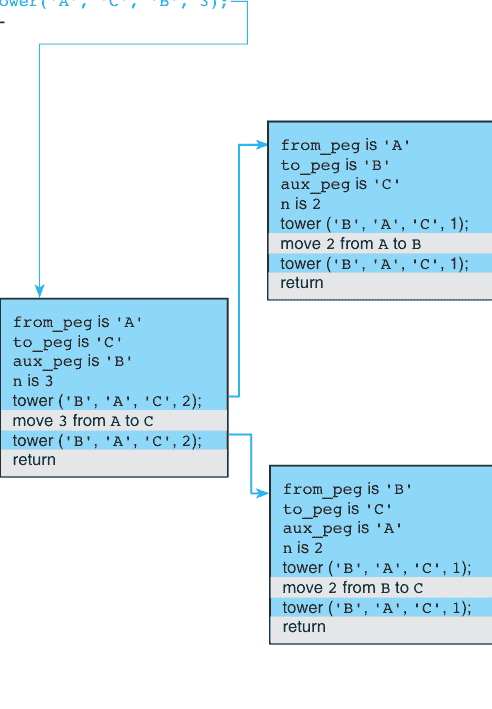 ower('A', 'C', 'B', 3);
from_peg is 'A'
to_peg is 'B'
aux_peg is 'C'
n is 2
tower ('B', 'A', 'C', 1);
move 2 from A to B
tower ('B', 'A', 'C', 1);
return
from_peg is 'A'
to_peg is 'C'
aux_peg is 'B'
n is 3
tower ('B', 'A', 'C', 2);
move 3 from A to C
tower ('B', 'A', 'C', 2);
return
from_peg is 'B'
to_peg is 'C'
aux_peg is 'A'
n is 2
tower ('B', 'A', 'C', 1);
move 2 from B to C
tower ('B', 'A', 'C', 1);
return